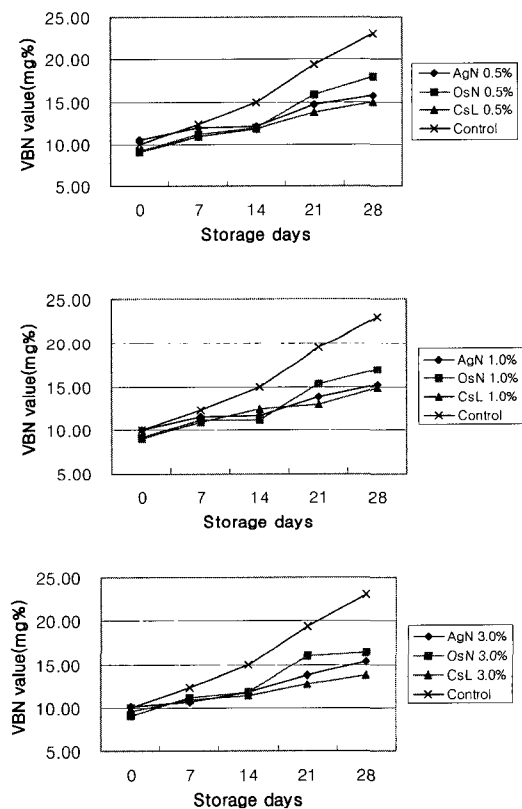 25.00
20.00
15.00
10.00
5.00
VBN value(mg%)
0 7 14 21 28
Storage days
AgN 0.5%
OsN 0.5%
CsL 0.5%
Control
25.00
20.00
15.00
10.00
5.00
VBN value(mg%)
0 7 14 21 28
Storage days
AgN 1.0%
OsN 1.0%
CsL 1.0%
Control
25.00
20.00
15.00
10.00
5.00
VBN value(mg%)
0 7 14 21 28
Storage days
AgN 3.0%
OsN 3.0%
CsL 3.0%
Control